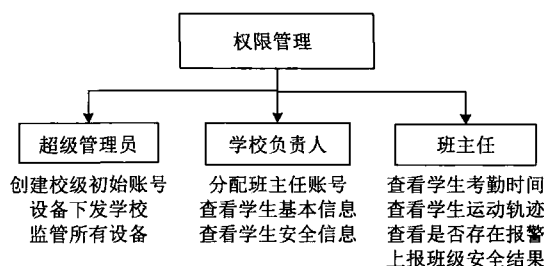 权限管理
超级管理员
创建校级初始账号
设备下发学校
监管所有设备
学校负责人
分配班主任账号
查看学生基本信息
查看学生安全信息
班主任
查看学生考勤时间
查看学生运动轨迹
查看是否存在报警
上报班级安全结果